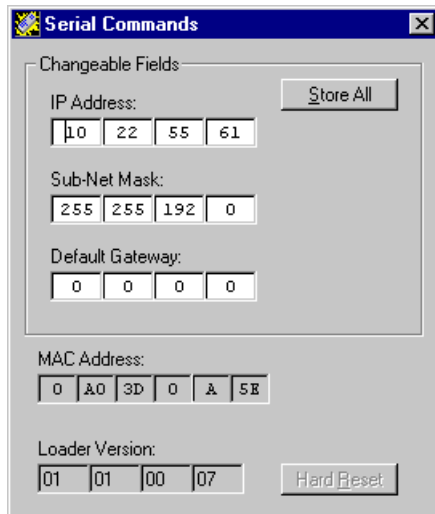 Serial Commands
Changeable Fields
Store All
IP Address:
10 22 55 61
Sub-Net Mask:
255 255 192 0
Default Gateway:
0 0 0 0
MAC Address:
0 A0 3D 0 A 5E
Loader Version:
01 01 00 07
Hard Reset